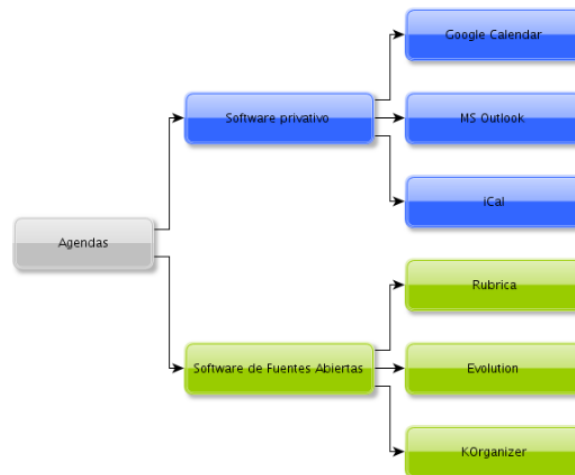 Google Calendar
Software privativo
MS Outlook
iCal
Agendas
Rubrica
Software de Fuentes Abiertas
Evolution
KOrganizer